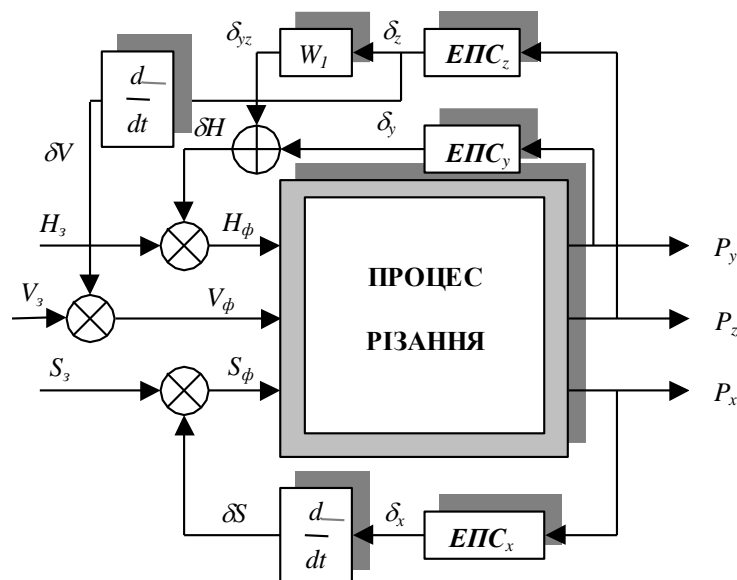 δyz W1 δz ЕПСz
d/dt
δV δH δy ЕПСy
Hз Hф Py
ПРОЦЕС
Vз Vф Pz
РІЗАННЯ
Sз Sф Px
δS d/dt δx ЕПСx